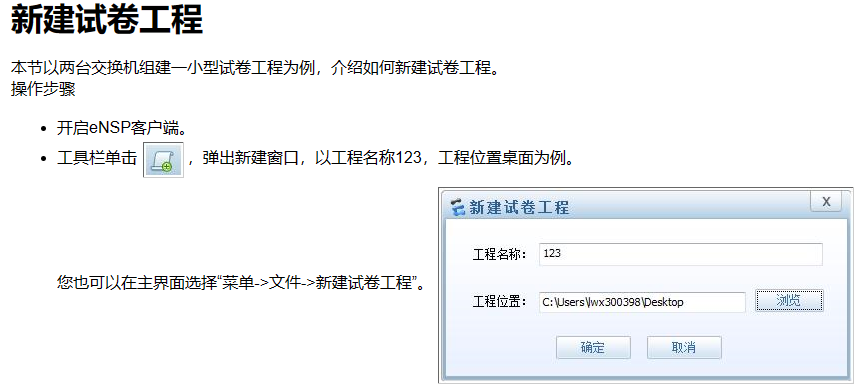 新建试卷工程
本节以两台交换机组建一小型试卷工程为例，介绍如何新建试卷工程。
操作步骤
• 开启eNSP客户端。
• 工具栏单击 ，弹出新建窗口，以工程名称123，工程位置桌面为例。
您也可以在主界面选择“菜单->文件->新建试卷工程”。
新建试卷工程 X
工程名称： 123
工程位置： C:\Users\lwx300398\Desktop 浏览
确定 取消